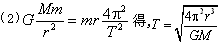 (2) G Mm/r² = mr 4π²/T² 得, T = √(4π²r³/GM)